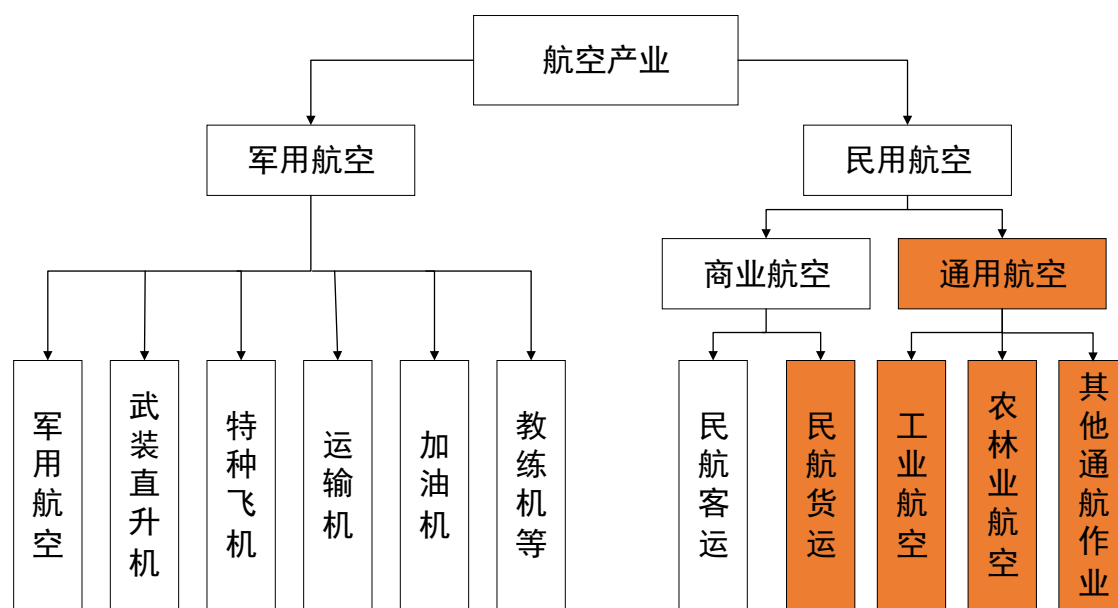 航空产业
军用航空
民用航空
商业航空
通用航空
军用航空
武装直升机
特种飞机
运输机
加油机
教练机等
民航客运
民航货运
工业航空
农林业航空
其他通航作业